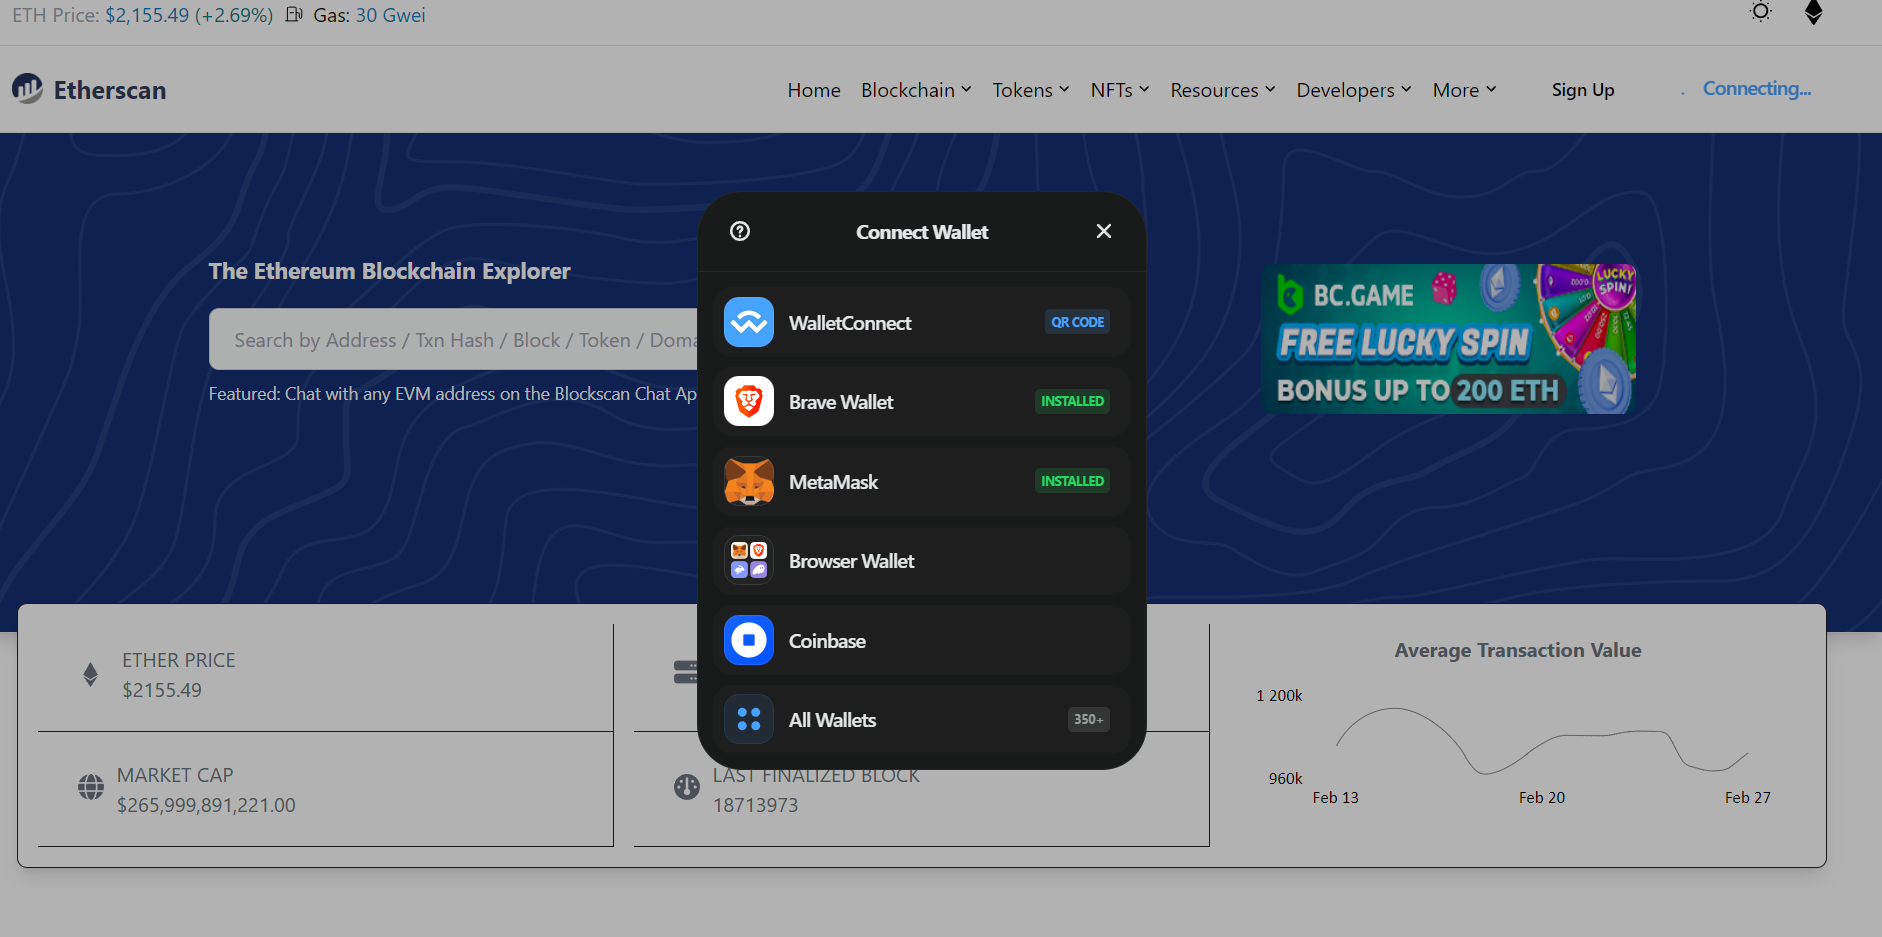 ETH Price: $2,155.49 (+2.69%) Gas: 30 Gwei
Etherscan
Home Blockchain Tokens NFTs Resources Developers More Sign Up Connecting...
The Ethereum Blockchain Explorer
Search by Address / Txn Hash / Block / Token / Doma
Featured: Chat with any EVM address on the Blockscan Chat Ap
Connect Wallet
WalletConnect QR CODE
Brave Wallet INSTALLED
MetaMask INSTALLED
Browser Wallet
Coinbase
All Wallets 350+
BC.GAME
FREE LUCKY SPIN
BONUS UP TO 200 ETH
LUCKY
SPIN!
ETHER PRICE
$2155.49
MARKET CAP
$265,999,891,221.00
LAST FINALIZED BLOCK
18713973
Average Transaction Value
1 200k
960k
Feb 13 Feb 20 Feb 27